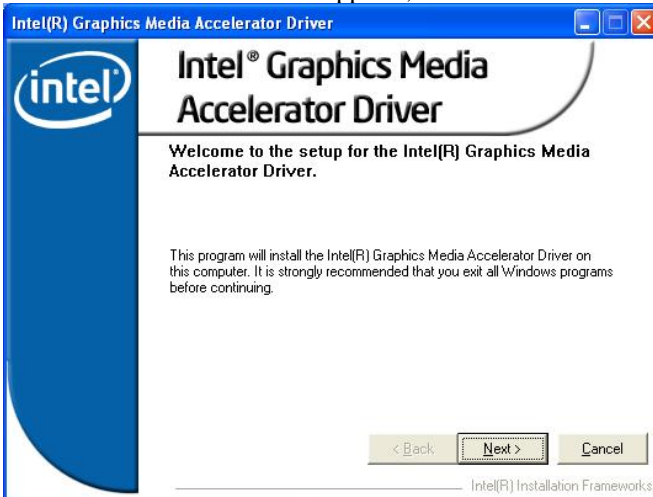 Intel(R) Graphics Media Accelerator Driver
intel
Intel® Graphics Media
Accelerator Driver
Welcome to the setup for the Intel(R) Graphics Media
Accelerator Driver.
This program will install the Intel(R) Graphics Media Accelerator Driver on
this computer. It is strongly recommended that you exit all Windows programs
before continuing.
< Back
Next >
Cancel
Intel(R) Installation Frameworks